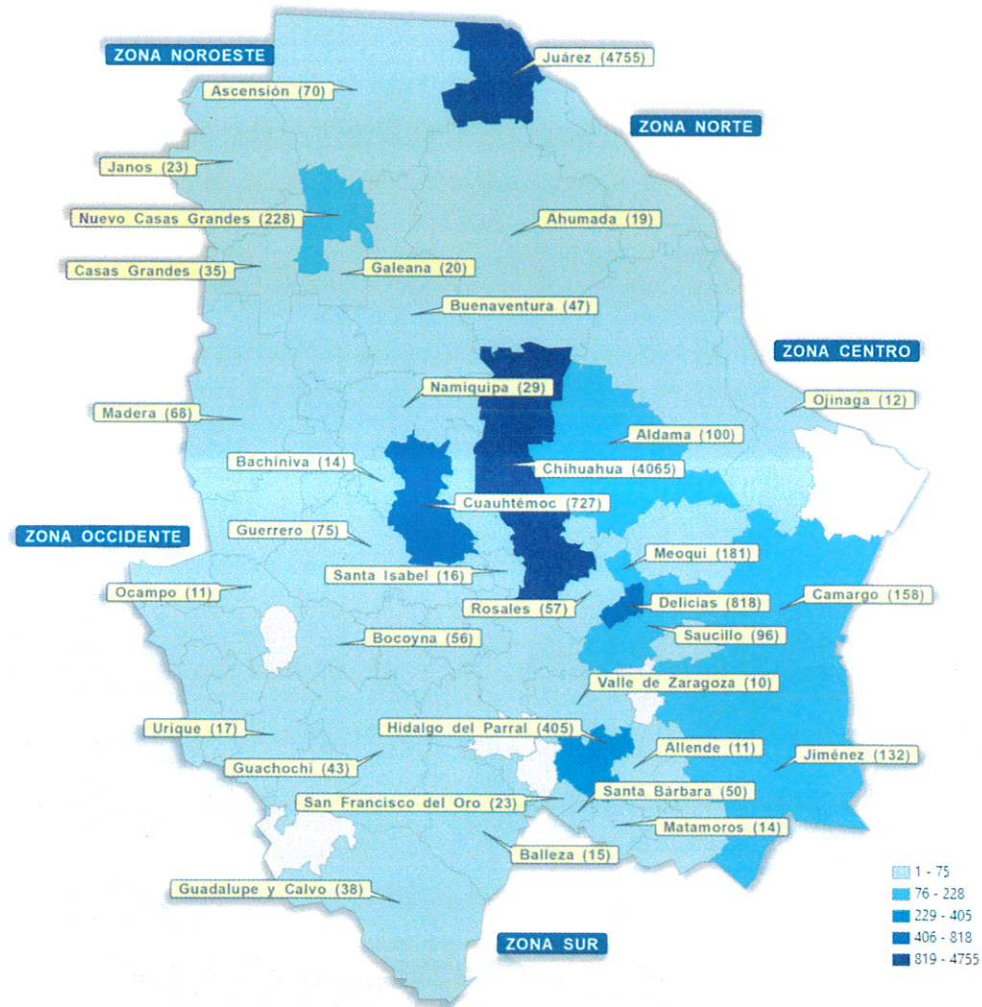 ZONA NOROESTE
Juárez (4755)
Ascensión (70)
ZONA NORTE
Janos (23)
Nuevo Casas Grandes (228)
Ahumada (19)
Casas Grandes (35)
Galeana (20)
Buenaventura (47)
ZONA CENTRO
Namiquipa (29)
Ojinaga (12)
Madera (68)
Aldama (100)
Bachiniva (14)
Chihuahua (4065)
Cuauhtémoc (727)
ZONA OCCIDENTE
Guerrero (75)
Meoqui (181)
Santa Isabel (16)
Ocampo (11)
Rosales (57)
Delicias (818)
Camargo (158)
Bocoyna (56)
Saucillo (96)
Valle de Zaragoza (10)
Urique (17)
Hidalgo del Parral (405)
Allende (11)
Jiménez (132)
Guachochi (43)
Santa Bárbara (50)
San Francisco del Oro (23)
Matamoros (14)
Balleza (15)
Guadalupe y Calvo (38)
ZONA SUR
1 - 75
76 - 228
229 - 405
406 - 818
819 - 4755